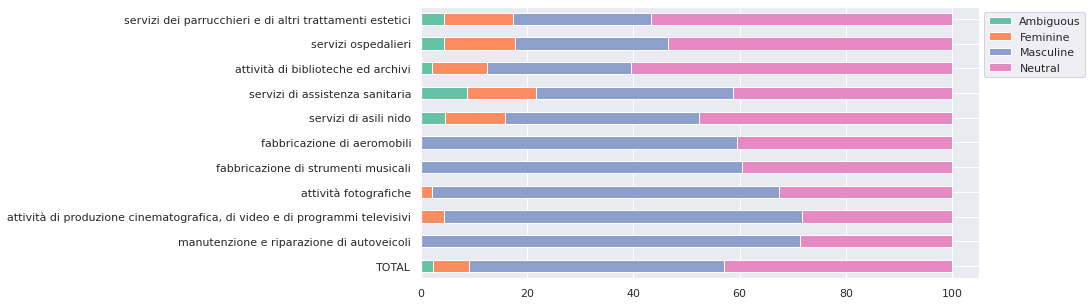 servizi dei parrucchieri e di altri trattamenti estetici
servizi ospedalieri
attività di biblioteche ed archivi
servizi di assistenza sanitaria
servizi di asili nido
fabbricazione di aeromobili
fabbricazione di strumenti musicali
attività fotografiche
attività di produzione cinematografica, di video e di programmi televisivi
manutenzione e riparazione di autoveicoli
TOTAL
0 20 40 60 80 100
Ambiguous
Feminine
Masculine
Neutral